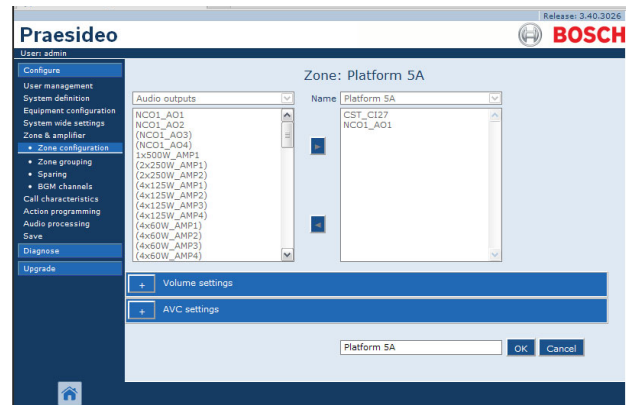 Release: 3.40.3026
Praesideo
BOSCH
User: admin
Configure
User management
System definition
Equipment configuration
System wide settings
Zone & amplifier
• Zone configuration
• Zone grouping
• Sparing
• BGM channels
Call characteristics
Action programming
Audio processing
Save
Diagnose
Upgrade
Zone: Platform 5A
Audio outputs
NCO1_AO1
NCO1_AO2
(NCO1_AO3)
(NCO1_AO4)
1x500W_AMP1
(2x250W_AMP1)
(2x250W_AMP2)
(4x125W_AMP1)
(4x125W_AMP2)
(4x125W_AMP3)
(4x125W_AMP4)
(4x60W_AMP1)
(4x60W_AMP2)
(4x60W_AMP3)
(4x60W_AMP4)
Name Platform 5A
CST_CI27
NCO1_AO1
+ Volume settings
+ AVC settings
Platform 5A
OK Cancel